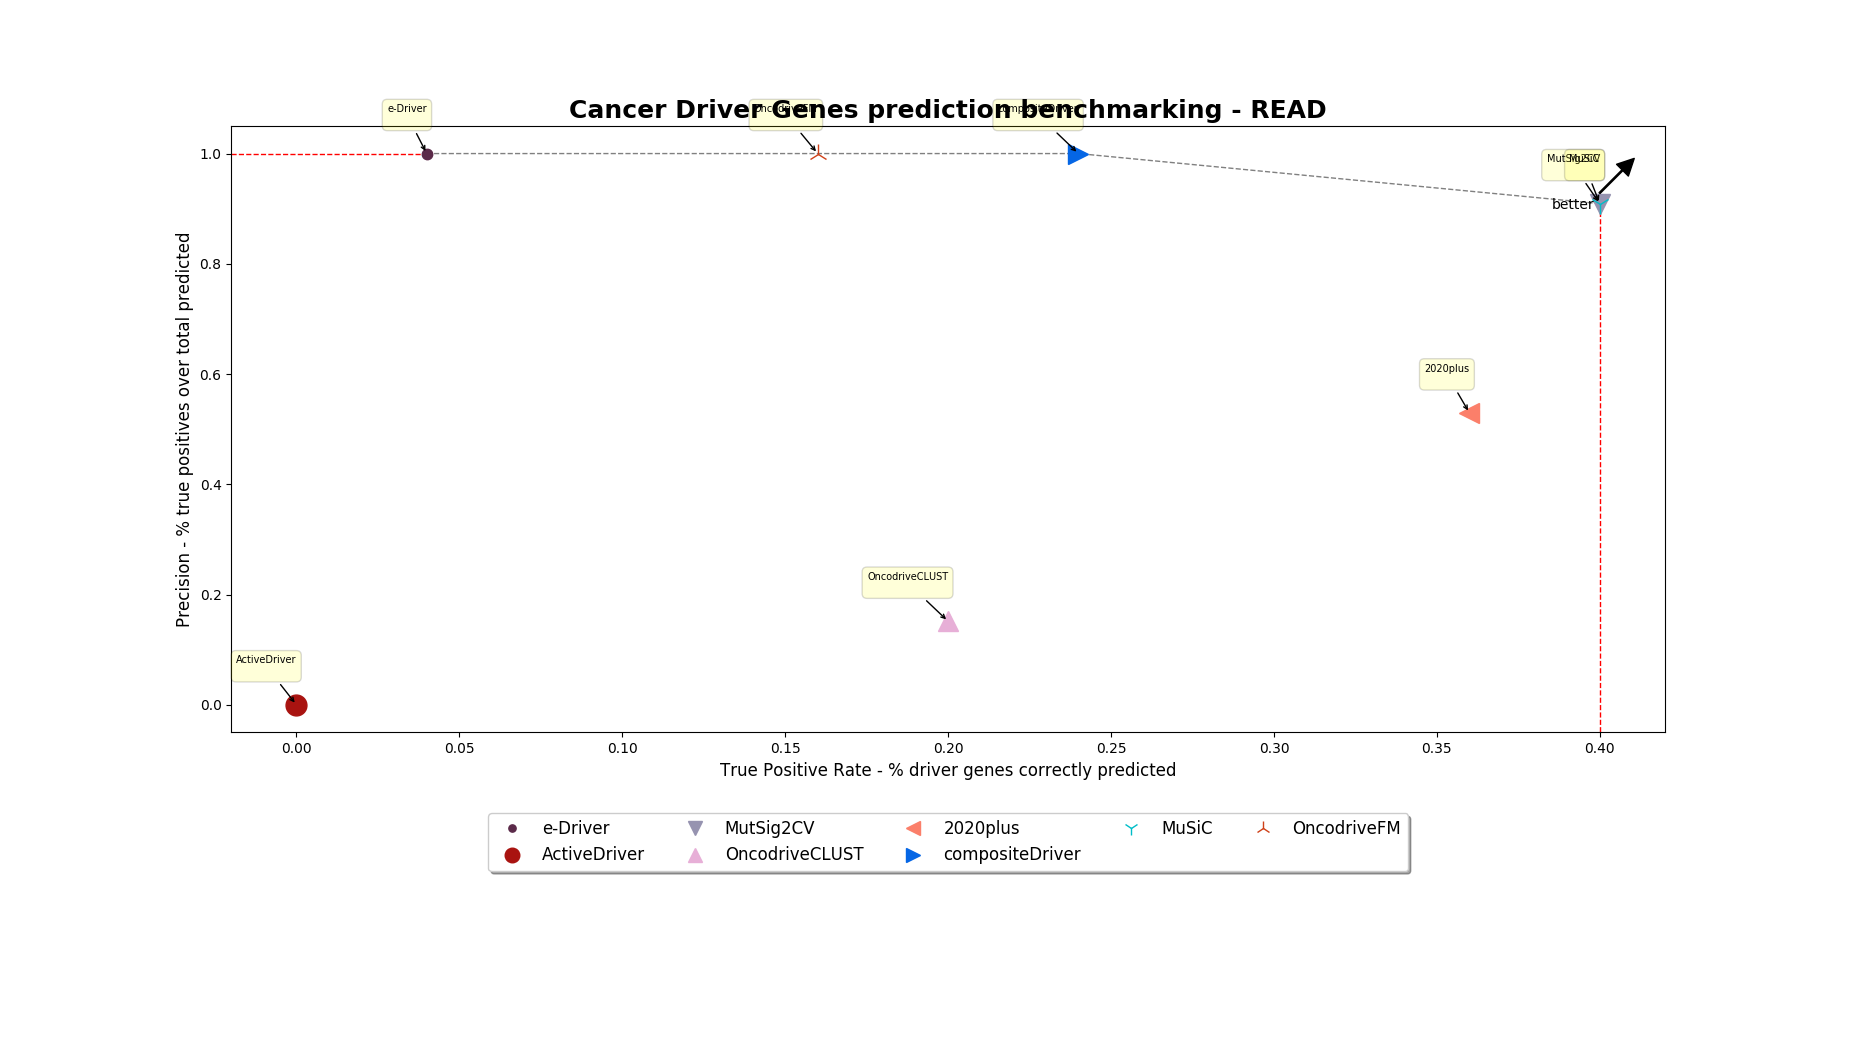 Cancer Driver Genes prediction benchmarking - READ
e-Driver
OncodriveFM
compositeDriver
MutSig2CV
MuSiC
better
2020plus
OncodriveCLUST
ActiveDriver
Precision - % true positives over total predicted
1.0
0.8
0.6
0.4
0.2
0.0
0.00 0.05 0.10 0.15 0.20 0.25 0.30 0.35 0.40
True Positive Rate - % driver genes correctly predicted
e-Driver MutSig2CV 2020plus MuSiC OncodriveFM
ActiveDriver OncodriveCLUST compositeDriver